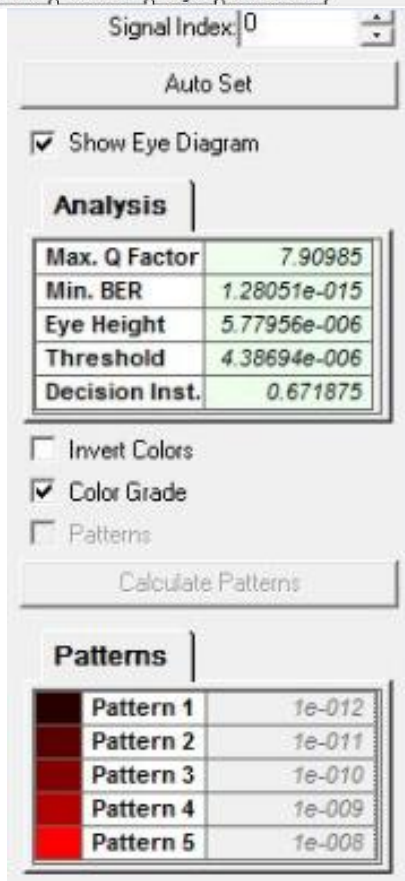 Signal Index: 0
Auto Set
Show Eye Diagram
Analysis
Max. Q Factor 7.90985
Min. BER 1.28051e-015
Eye Height 5.77956e-006
Threshold 4.38694e-006
Decision Inst. 0.671875
Invert Colors
Color Grade
Patterns
Calculate Patterns
Patterns
Pattern 1 1e-012
Pattern 2 1e-011
Pattern 3 1e-010
Pattern 4 1e-009
Pattern 5 1e-008